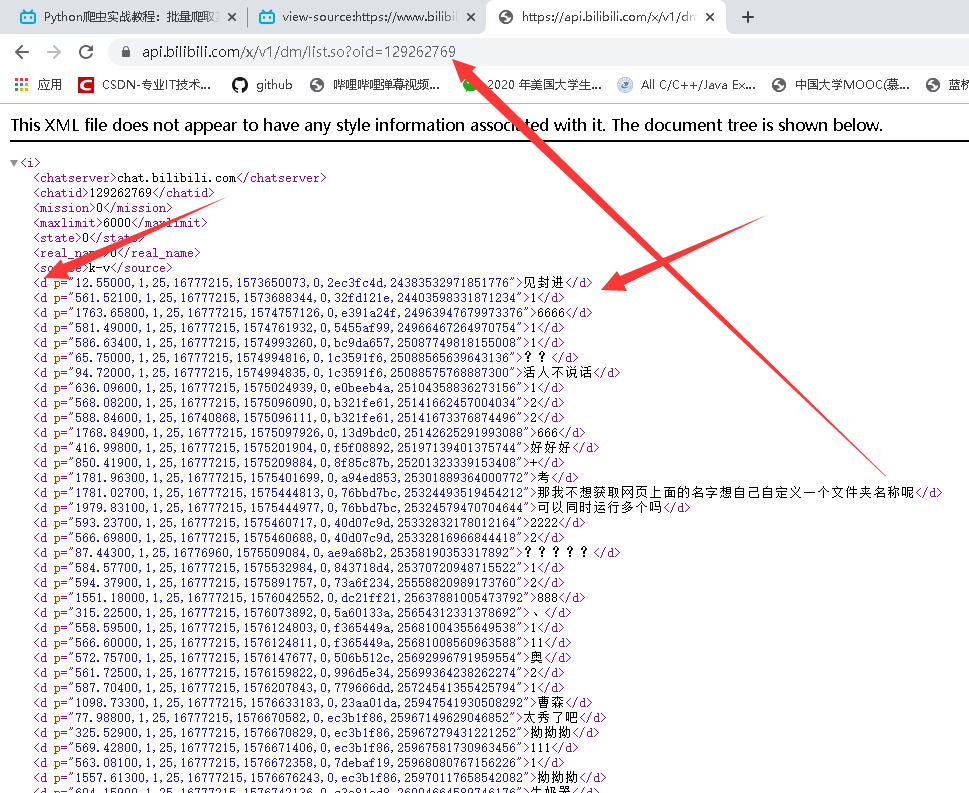 Python爬虫实战教程：批量爬取
view-source:https://www.bilibil
https://api.bilibili.com/x/v1/dm
api.bilibili.com/x/v1/dm/list.so?oid=129262769
应用
CSDN-专业IT技术...
github
哔哩哔哩弹幕视频...
2020 年美国大学生...
All C/C++/Java Ex...
中国大学MOOC(慕...
蓝桥
This XML file does not appear to have any style information associated with it. The document tree is shown below.
▼<i>
<chatserver>chat.bilibili.com</chatserver>
<chatid>129262769</chatid>
<mission>0</mission>
<maxlimit>6000</maxlimit>
<state>0</state>
<real_name>0</real_name>
<source>k-v</source>
<d p="12.55000,1,25,16777215,1573650073,0,2ec3fc4d,24383532971851776">见封进</d>
<d p="561.52100,1,25,16777215,1573688344,0,32fd121e,24403598331871234">1</d>
<d p="1763.65800,1,25,16777215,1574757126,0,e391a24f,24963947679973376">6666</d>
<d p="581.49000,1,25,16777215,1574761932,0,5455af99,24966467264970754">1</d>
<d p="586.63400,1,25,16777215,1574993260,0,bc9da657,25087749818155008">1</d>
<d p="65.75000,1,25,16777215,1574994816,0,1c3591f6,25088565639643136">？？</d>
<d p="94.72000,1,25,16777215,1574994835,0,1c3591f6,25088575768887300">活人不说话</d>
<d p="636.09600,1,25,16777215,1575024939,0,e0beeb4a,25104358836273156">1</d>
<d p="568.08200,1,25,16777215,1575096090,0,b321fe61,25141662457004034">2</d>
<d p="588.84600,1,25,16740868,1575096111,0,b321fe61,25141673376874496">2</d>
<d p="1768.84900,1,25,16777215,1575097926,0,13d9bdc0,25142625291993088">666</d>
<d p="416.99800,1,25,16777215,1575201904,0,f5f08892,25197139401375744">好好好</d>
<d p="850.41900,1,25,16777215,1575209884,0,8f85c87b,25201323339153408">+</d>
<d p="1781.96300,1,25,16777215,1575401699,0,a94ed853,25301889364000772">考</d>
<d p="1781.02700,1,25,16777215,1575444813,0,76bbd7bc,25324493519454212">那我不想获取网页上面的名字想自己自定义一个文件夹名称呢</d>
<d p="1979.83100,1,25,16777215,1575444977,0,76bbd7bc,25324579470704644">可以同时运行多个吗</d>
<d p="593.23700,1,25,16777215,1575460717,0,40d07c9d,25332832178012164">2222</d>
<d p="566.69800,1,25,16777215,1575460688,0,40d07c9d,25332816966844418">2</d>
<d p="87.44300,1,25,16776960,1575509084,0,ae9a68b2,25358190353317892">？？？？？</d>
<d p="584.57700,1,25,16777215,1575532984,0,843718d4,25370720948715522">1</d>
<d p="594.37900,1,25,16777215,1575891757,0,73a6f234,25558820989173760">2</d>
<d p="1551.18000,1,25,16777215,1576042552,0,dc21ff21,25637881005473792">888</d>
<d p="315.22500,1,25,16777215,1576073892,0,5a60133a,25654312331378692">、</d>
<d p="558.59500,1,25,16777215,1576124803,0,f365449a,25681004355649538">1</d>
<d p="566.60000,1,25,16777215,1576124811,0,f365449a,25681008560963588">11</d>
<d p="572.75700,1,25,16777215,1576147677,0,506b512c,25692996791959554">奥</d>
<d p="561.72500,1,25,16777215,1576159822,0,996d5e34,25699364238262274">2</d>
<d p="587.70400,1,25,16777215,1576207843,0,779666dd,25724541355425794">1</d>
<d p="1098.73300,1,25,16777215,1576633183,0,23aa01da,25947541930508292">曹森</d>
<d p="77.98800,1,25,16777215,1576670582,0,ec3b1f86,25967149629046852">太秀了吧</d>
<d p="325.52900,1,25,16777215,1576670829,0,ec3b1f86,25967279431221252">拗拗拗</d>
<d p="569.42800,1,25,16777215,1576671406,0,ec3b1f86,25967581730963456">111</d>
<d p="563.08100,1,25,16777215,1576672358,0,7debaf19,25968080767156226">1</d>
<d p="1557.61300,1,25,16777215,1576676243,0,ec3b1f86,25970117658542082">拗拗拗</d>